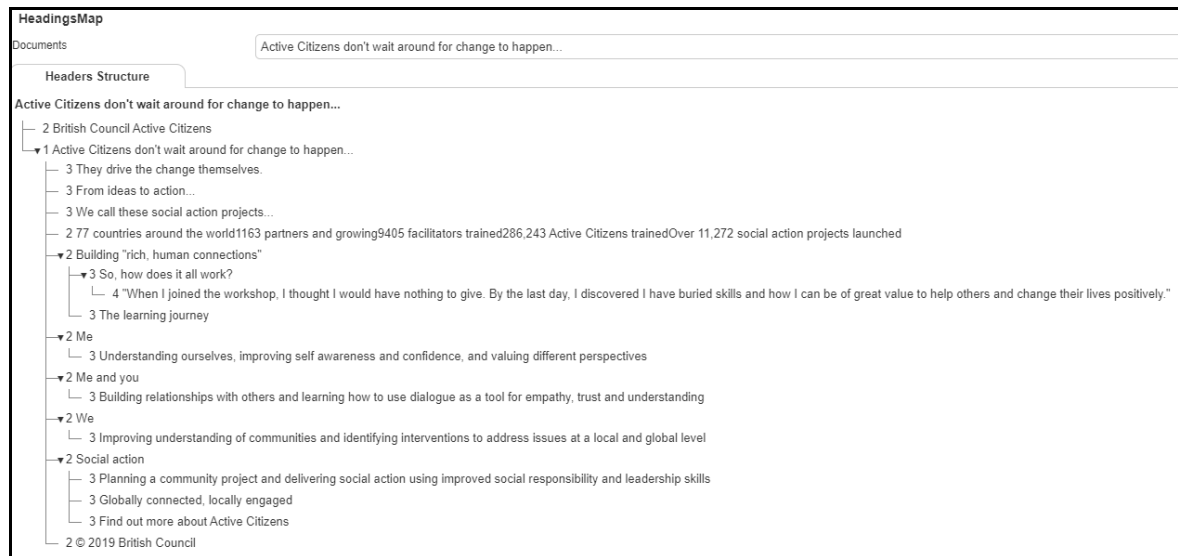 HeadingsMap
Documents
Active Citizens don't wait around for change to happen...
Headers Structure
Active Citizens don't wait around for change to happen...
2 British Council Active Citizens
1 Active Citizens don't wait around for change to happen...
3 They drive the change themselves.
3 From ideas to action...
3 We call these social action projects...
2 77 countries around the world1163 partners and growing9405 facilitators trained286,243 Active Citizens trainedOver 11,272 social action projects launched
2 Building "rich, human connections"
3 So, how does it all work?
4 "When I joined the workshop, I thought I would have nothing to give. By the last day, I discovered I have buried skills and how I can be of great value to help others and change their lives positively."
3 The learning journey
2 Me
3 Understanding ourselves, improving self awareness and confidence, and valuing different perspectives
2 Me and you
3 Building relationships with others and learning how to use dialogue as a tool for empathy, trust and understanding
2 We
3 Improving understanding of communities and identifying interventions to address issues at a local and global level
2 Social action
3 Planning a community project and delivering social action using improved social responsibility and leadership skills
3 Globally connected, locally engaged
3 Find out more about Active Citizens
2 © 2019 British Council